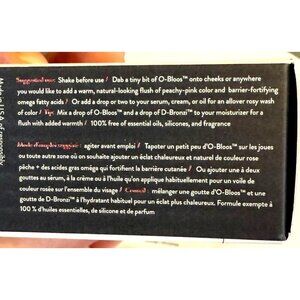 Suggested use: Shake before use / Dab a tiny bit of O-Bloos™ onto cheeks or anywhere
you would like to add a warm, natural-looking flush of peachy-pink color and barrier-fortifying
omega fatty acids / Or add a drop or two to your serum, cream, or oil for an allover rosy wash
of color / Tip: Mix a drop of O-Bloos™ and a drop of D-Bronzi™ to your moisturizer for a
flush with added warmth / 100% free of essential oils, silicones, and fragrance
Mode d'emploi suggéré: agiter avant emploi / Tapoter un petit peu d'O-Bloos™ sur les joues
ou toute autre zone où on souhaite ajouter un éclat chaleureux et naturel de couleur rose
pêche + des acides gras oméga qui fortifient la barrière cutanée / Ou ajouter une à deux
gouttes au sérum, à la crème ou à l'huile qu'on applique habituellement pour un voile de
couleur rosée sur l'ensemble du visage / Conseil: mélanger une goutte d'O-Bloos™ et une
goutte de D-Bronzi™ à l'hydratant habituel pour un éclat plus chaleureux. Formule exempte à
100 % d'huiles essentielles, de silicone et de parfum
Made in USA of responsibly